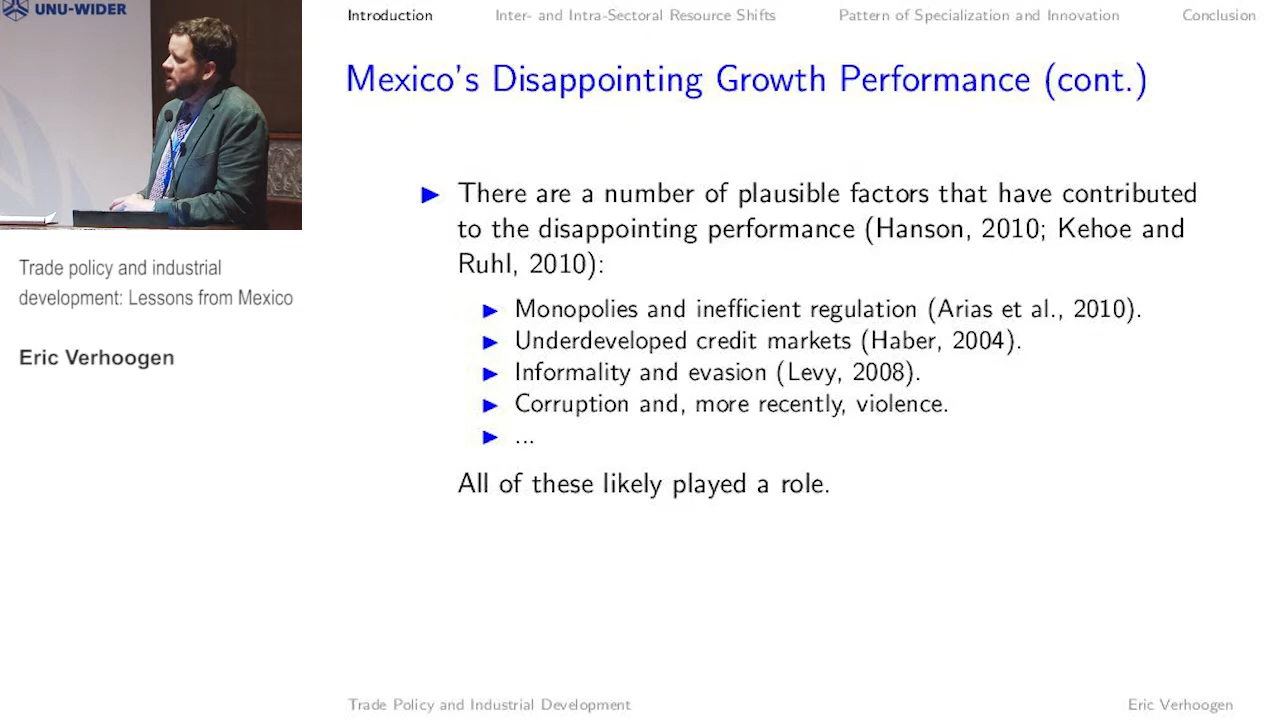 UNU-WIDER
Introduction
Inter- and Intra-Sectoral Resource Shifts
Pattern of Specialization and Innovation
Conclusion
Mexico's Disappointing Growth Performance (cont.)
There are a number of plausible factors that have contributed
to the disappointing performance (Hanson, 2010; Kehoe and
Ruhl, 2010):
Monopolies and inefficient regulation (Arias et al., 2010).
Underdeveloped credit markets (Haber, 2004).
Informality and evasion (Levy, 2008).
Corruption and, more recently, violence.
...
All of these likely played a role.
Trade policy and industrial
development: Lessons from Mexico
Eric Verhoogen
Trade Policy and Industrial Development
Eric Verhoogen